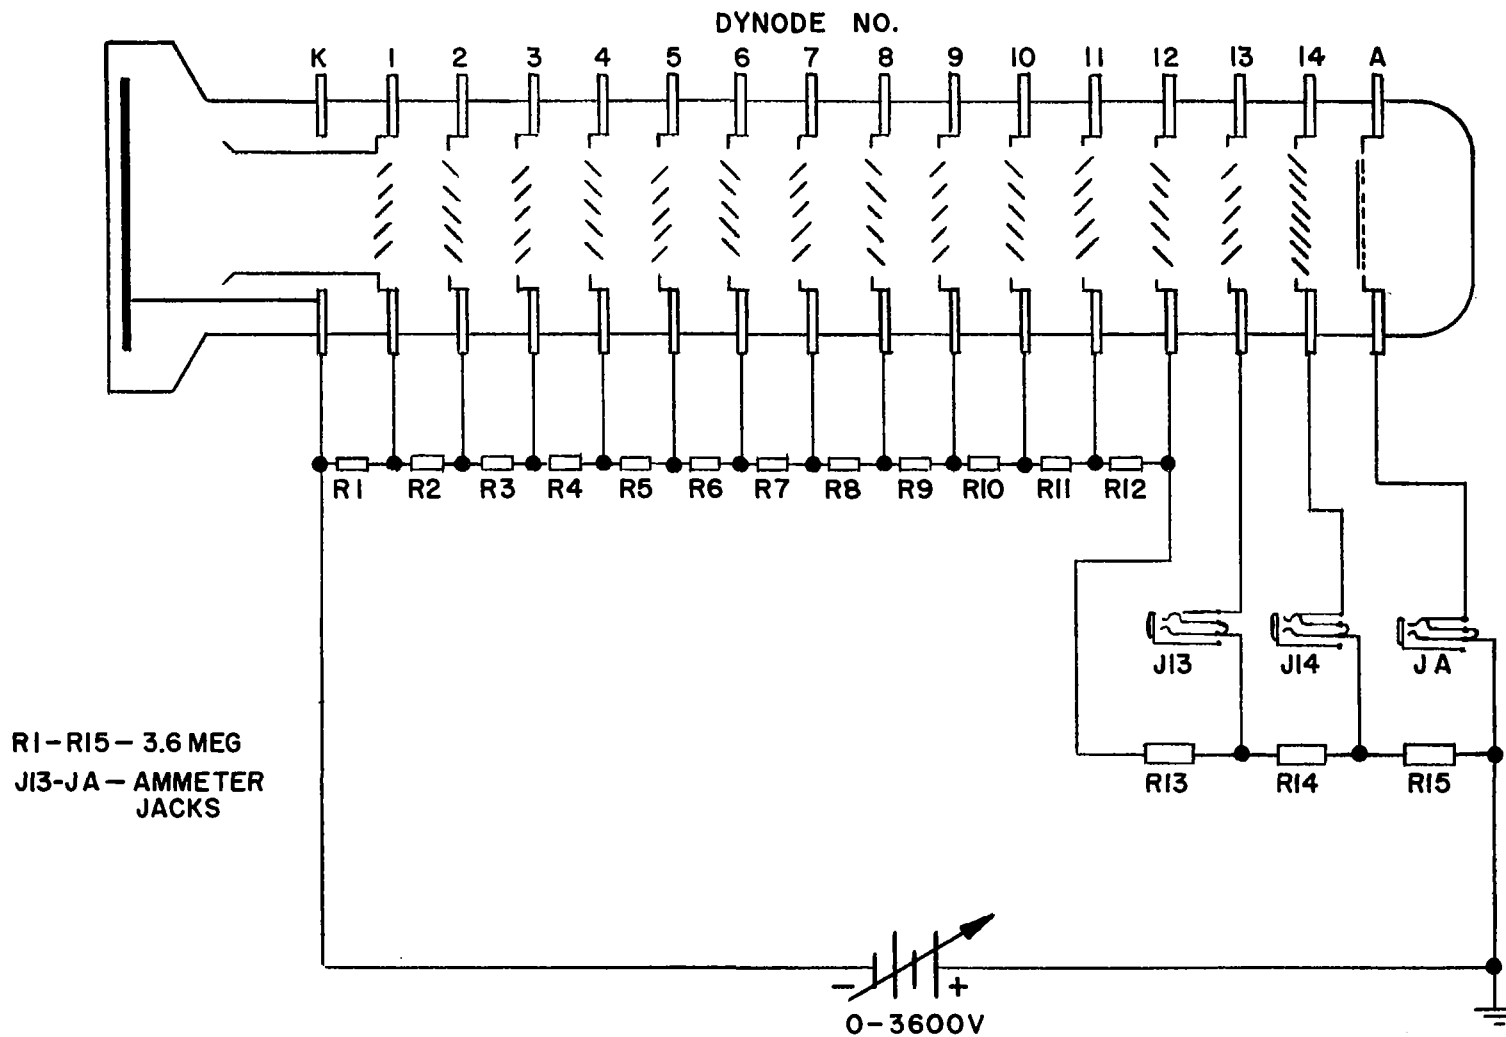 DYNODE NO.
K 1 2 3 4 5 6 7 8 9 10 11 12 13 14 A
R1 R2 R3 R4 R5 R6 R7 R8 R9 R10 R11 R12
J13 J14 JA
R1-R15- 3.6 MEG
J13-JA- AMMETER
JACKS
R13 R14 R15
- +
0-3600V